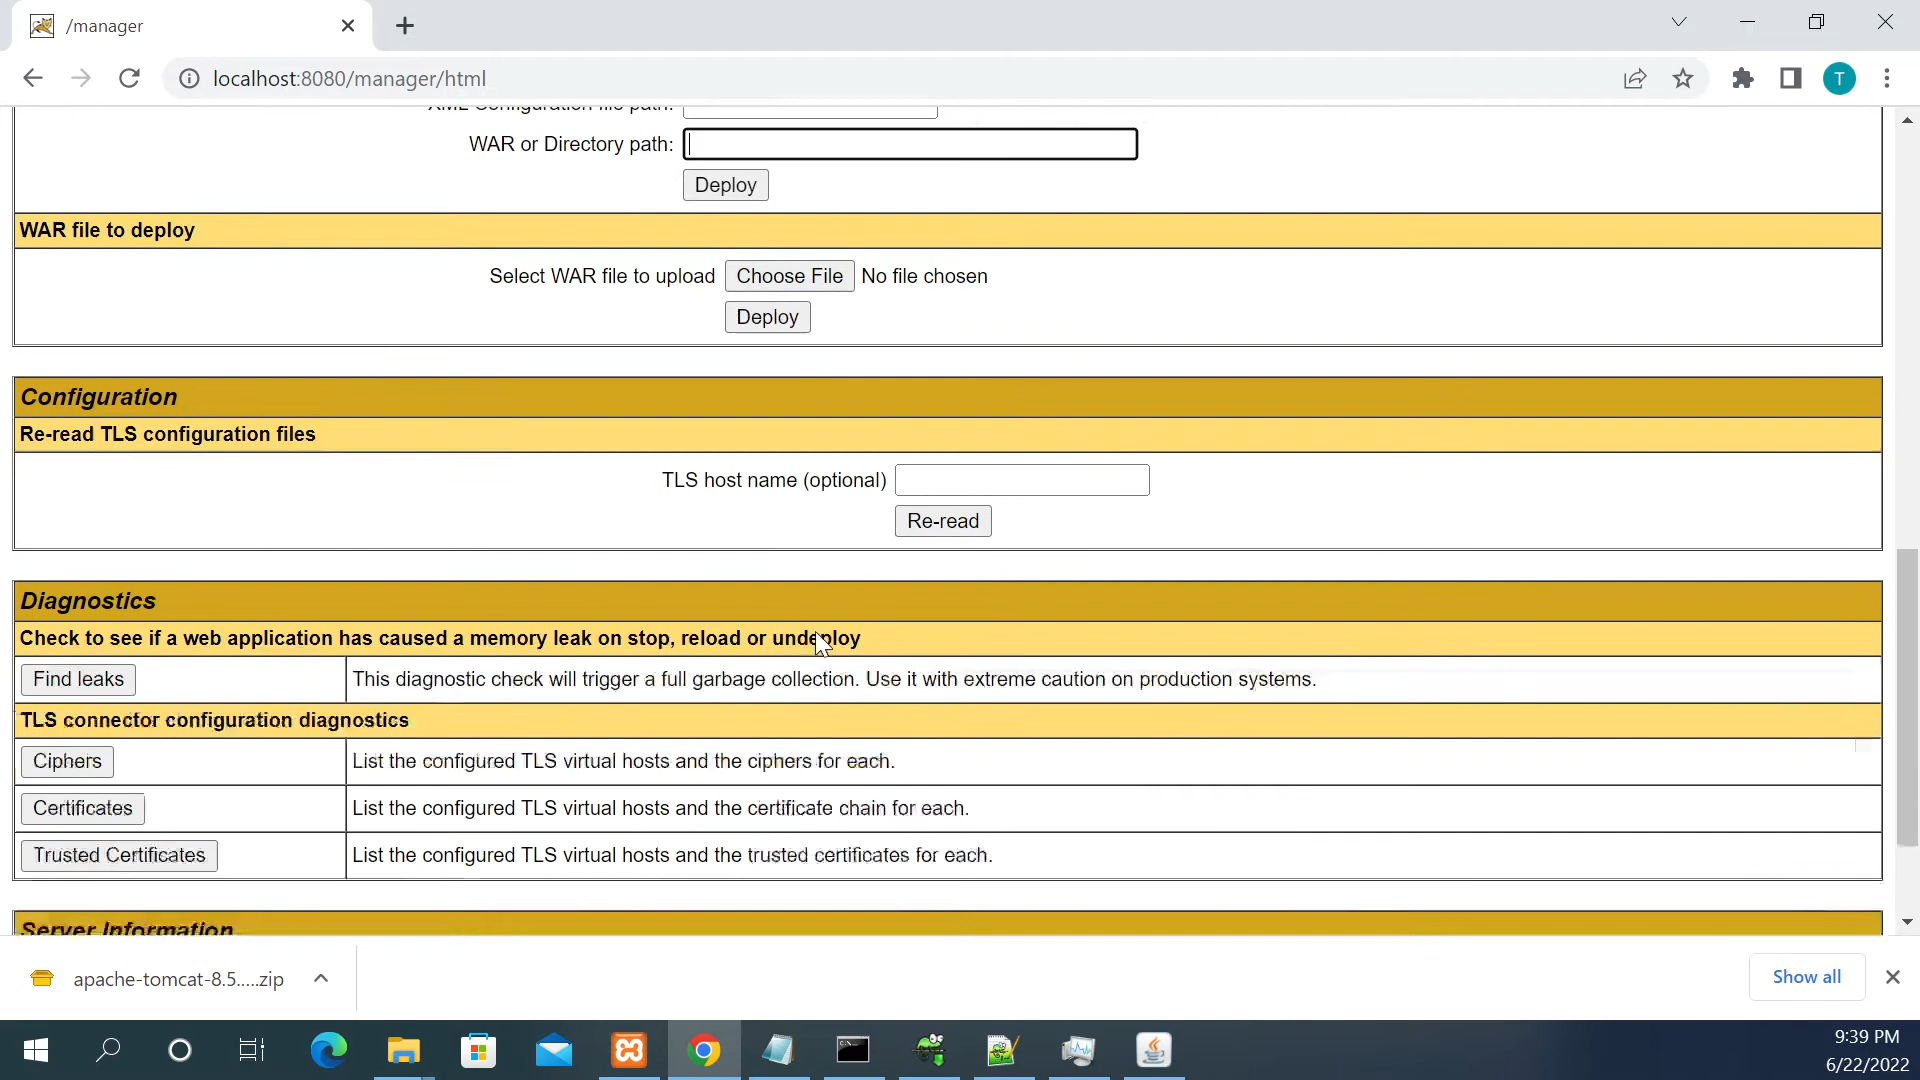 /manager
localhost:8080/manager/html
T
XML Configuration file path:
WAR or Directory path:
Deploy
WAR file to deploy
Select WAR file to upload Choose File No file chosen
Deploy
Configuration
Re-read TLS configuration files
TLS host name (optional)
Re-read
Diagnostics
Check to see if a web application has caused a memory leak on stop, reload or undeploy
Find leaks This diagnostic check will trigger a full garbage collection. Use it with extreme caution on production systems.
TLS connector configuration diagnostics
Ciphers List the configured TLS virtual hosts and the ciphers for each.
Certificates List the configured TLS virtual hosts and the certificate chain for each.
Trusted Certificates List the configured TLS virtual hosts and the trusted certificates for each.
Server Information
apache-tomcat-8.5.....zip
Show all
9:39 PM
6/22/2022